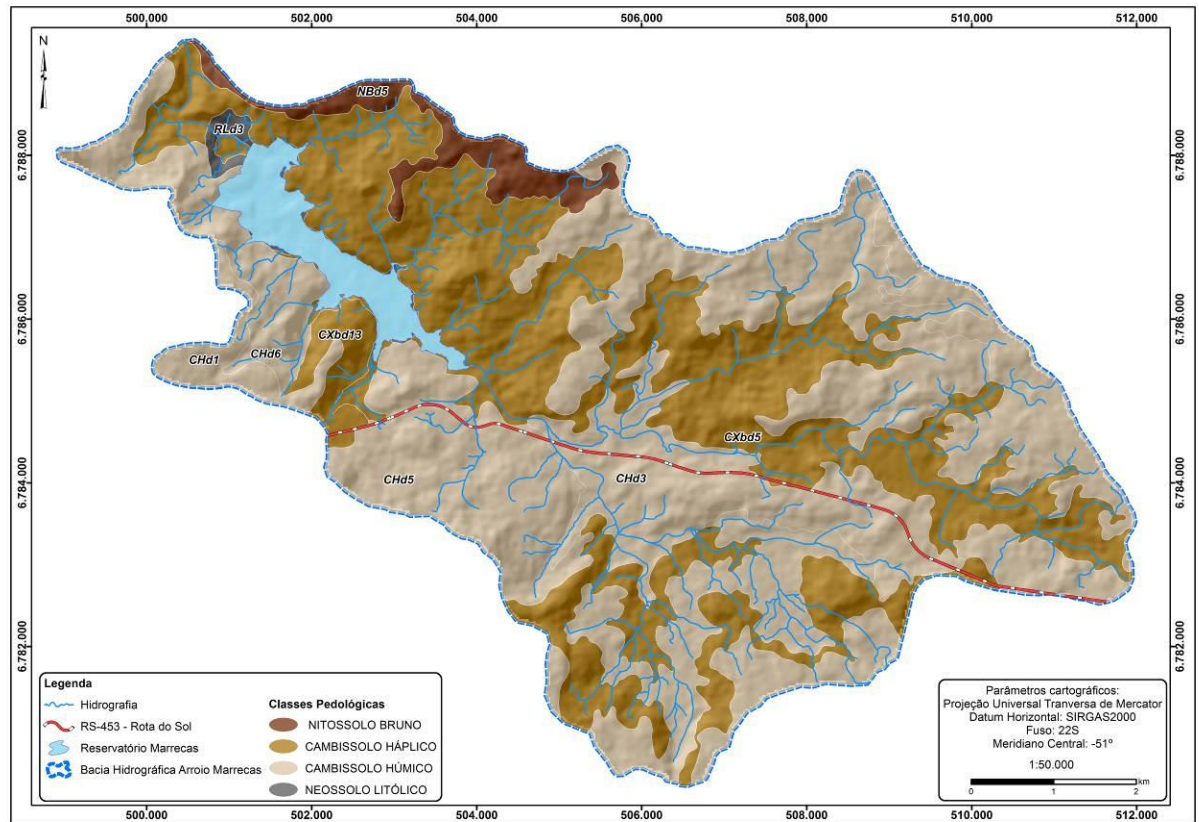 500.000 502.000 504.000 506.000 508.000 510.000 512.000
N
6.788.000 6.788.000
6.786.000 6.786.000
6.784.000 6.784.000
6.782.000 6.782.000
NBd5
RLd3
CXbd13
CHd1
CHd6
CXbd5
CHd5
CHd3
Legenda
Hidrografia
RS-453 - Rota do Sol
Reservatório Marrecas
Bacia Hidrográfica Arroio Marrecas
Classes Pedológicas
NITOSSOLO BRUNO
CAMBISSOLO HÁPLICO
CAMBISSOLO HÚMICO
NEOSSOLO LITÓLICO
Parâmetros cartográficos:
Projeção Universal Tranversa de Mercator
Datum Horizontal: SIRGAS2000
Fuso: 22S
Meridiano Central: -51º
1:50.000
km
0 1 2
500.000 502.000 504.000 506.000 508.000 510.000 512.000